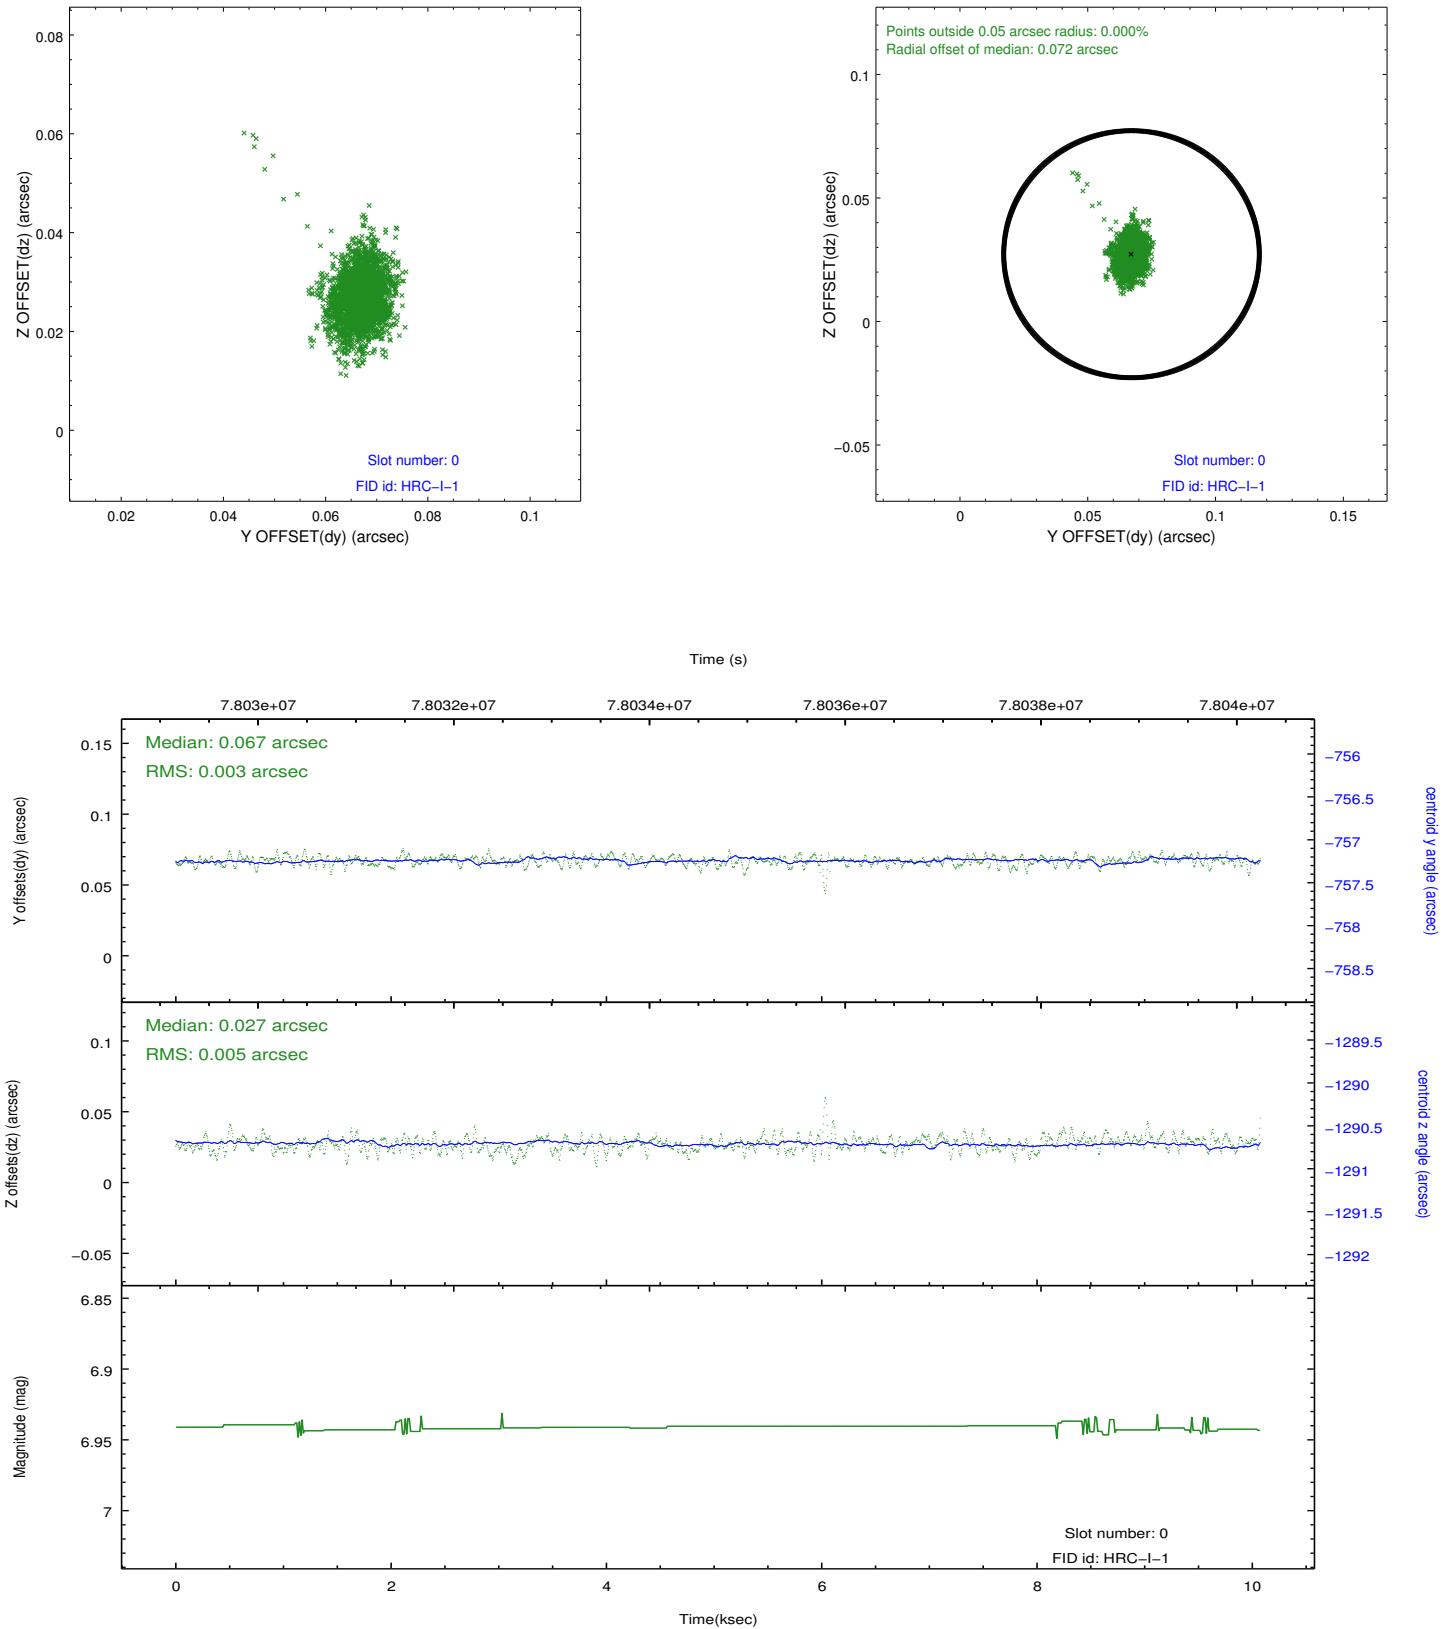 0.08
0.06
0.04
0.02
0
Z OFFSET(dz) (arcsec)
Slot number: 0
FID id: HRC−I−1
0.02 0.04 0.06 0.08 0.1
Y OFFSET(dy) (arcsec)
Points outside 0.05 arcsec radius: 0.000%
Radial offset of median: 0.072 arcsec
0.1
0.05
0
−0.05
Z OFFSET(dz) (arcsec)
Slot number: 0
FID id: HRC−I−1
0 0.05 0.1 0.15
Y OFFSET(dy) (arcsec)
Time (s)
7.803e+07 7.8032e+07 7.8034e+07 7.8036e+07 7.8038e+07 7.804e+07
Median: 0.067 arcsec
RMS: 0.003 arcsec
0.15
0.1
0.05
0
Y offsets(dy) (arcsec)
−756
−756.5
−757
−757.5
−758
−758.5
centroid y angle (arcsec)
Median: 0.027 arcsec
RMS: 0.005 arcsec
0.1
0.05
0
−0.05
Z offsets(dz) (arcsec)
−1289.5
−1290
−1290.5
−1291
−1291.5
−1292
centroid z angle (arcsec)
6.85
6.9
6.95
7
Magnitude (mag)
Slot number: 0
FID id: HRC−I−1
0 2 4 6 8 10
Time(ksec)